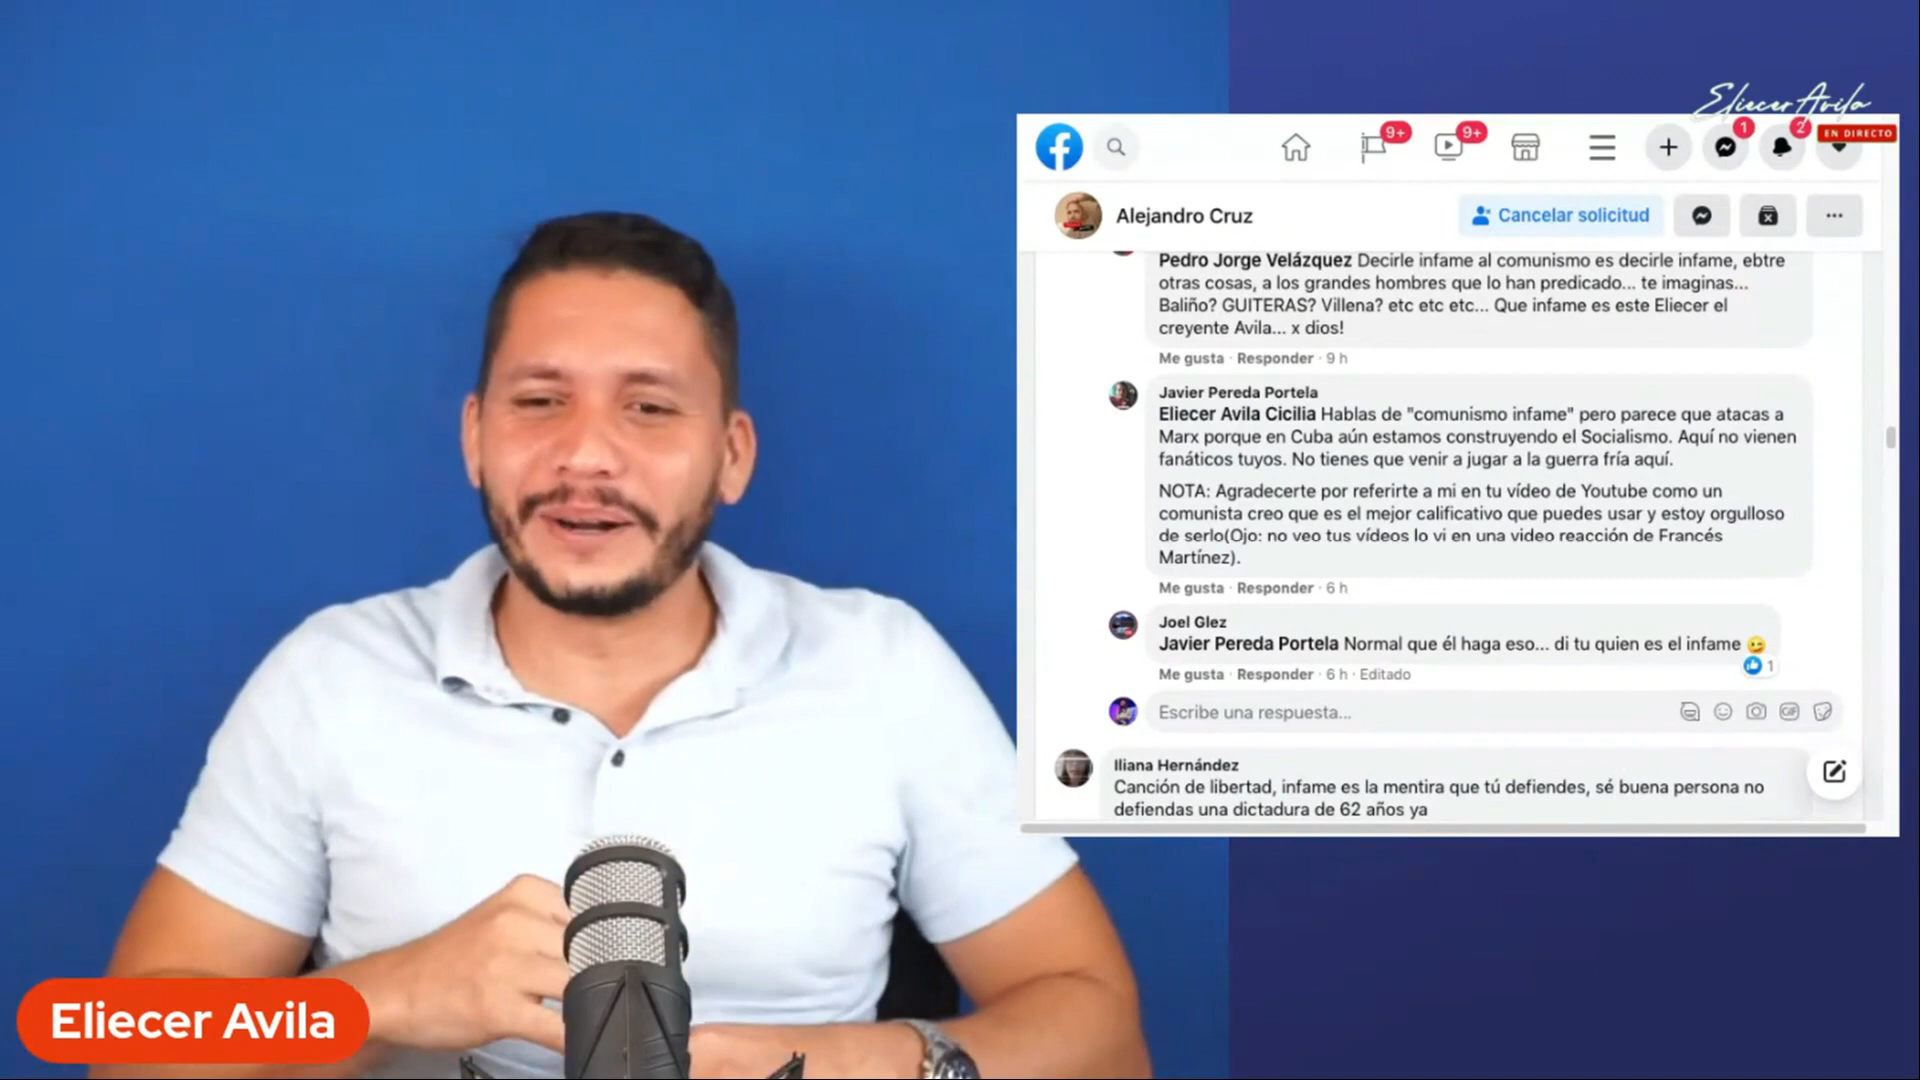 Eliecer Avila
EN DIRECTO
9+
9+
1
2
Alejandro Cruz
Cancelar solicitud
Pedro Jorge Velázquez Decirle infame al comunismo es decirle infame, ebtre
otras cosas, a los grandes hombres que lo han predicado... te imaginas...
Baliño? GUITERAS? Villena? etc etc etc... Que infame es este Eliecer el
creyente Avila... x dios!
Me gusta · Responder · 9 h
Javier Pereda Portela
Eliecer Avila Cicilia Hablas de "comunismo infame" pero parece que atacas a
Marx porque en Cuba aún estamos construyendo el Socialismo. Aquí no vienen
fanáticos tuyos. No tienes que venir a jugar a la guerra fría aquí.
NOTA: Agradecerte por referirte a mi en tu vídeo de Youtube como un
comunista creo que es el mejor calificativo que puedes usar y estoy orgulloso
de serlo(Ojo: no veo tus vídeos lo vi en una video reacción de Francés
Martínez).
Me gusta · Responder · 6 h
Joel Glez
Javier Pereda Portela Normal que él haga eso... di tu quien es el infame 😉
1
Me gusta · Responder · 6 h · Editado
Escribe una respuesta...
GIF
Iliana Hernández
Canción de libertad, infame es la mentira que tú defiendes, sé buena persona no
defiendas una dictadura de 62 años ya
Eliecer Avila